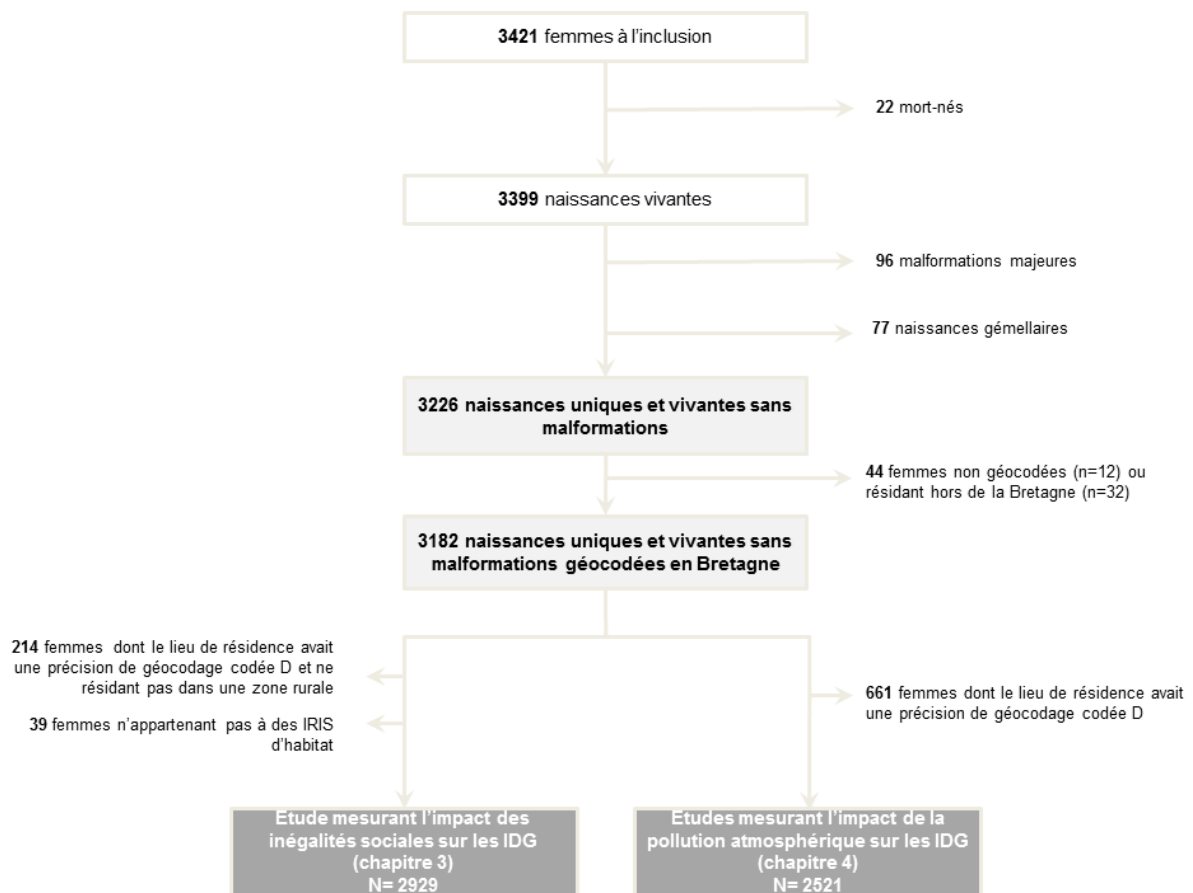 3421 femmes à l’inclusion
22 mort-nés
3399 naissances vivantes
96 malformations majeures
77 naissances gémellaires
3226 naissances uniques et vivantes sans
malformations
44 femmes non géocodées (n=12) ou
résidant hors de la Bretagne (n=32)
3182 naissances uniques et vivantes sans
malformations géocodées en Bretagne
214 femmes dont le lieu de résidence avait
une précision de géocodage codée D et ne
résidant pas dans une zone rurale
39 femmes n’appartenant pas à des IRIS
d’habitat
661 femmes dont le lieu de résidence avait
une précision de géocodage codée D
Etude mesurant l’impact des
inégalités sociales sur les IDG
(chapitre 3)
N= 2929
Etudes mesurant l’impact de la
pollution atmosphérique sur les IDG
(chapitre 4)
N= 2521